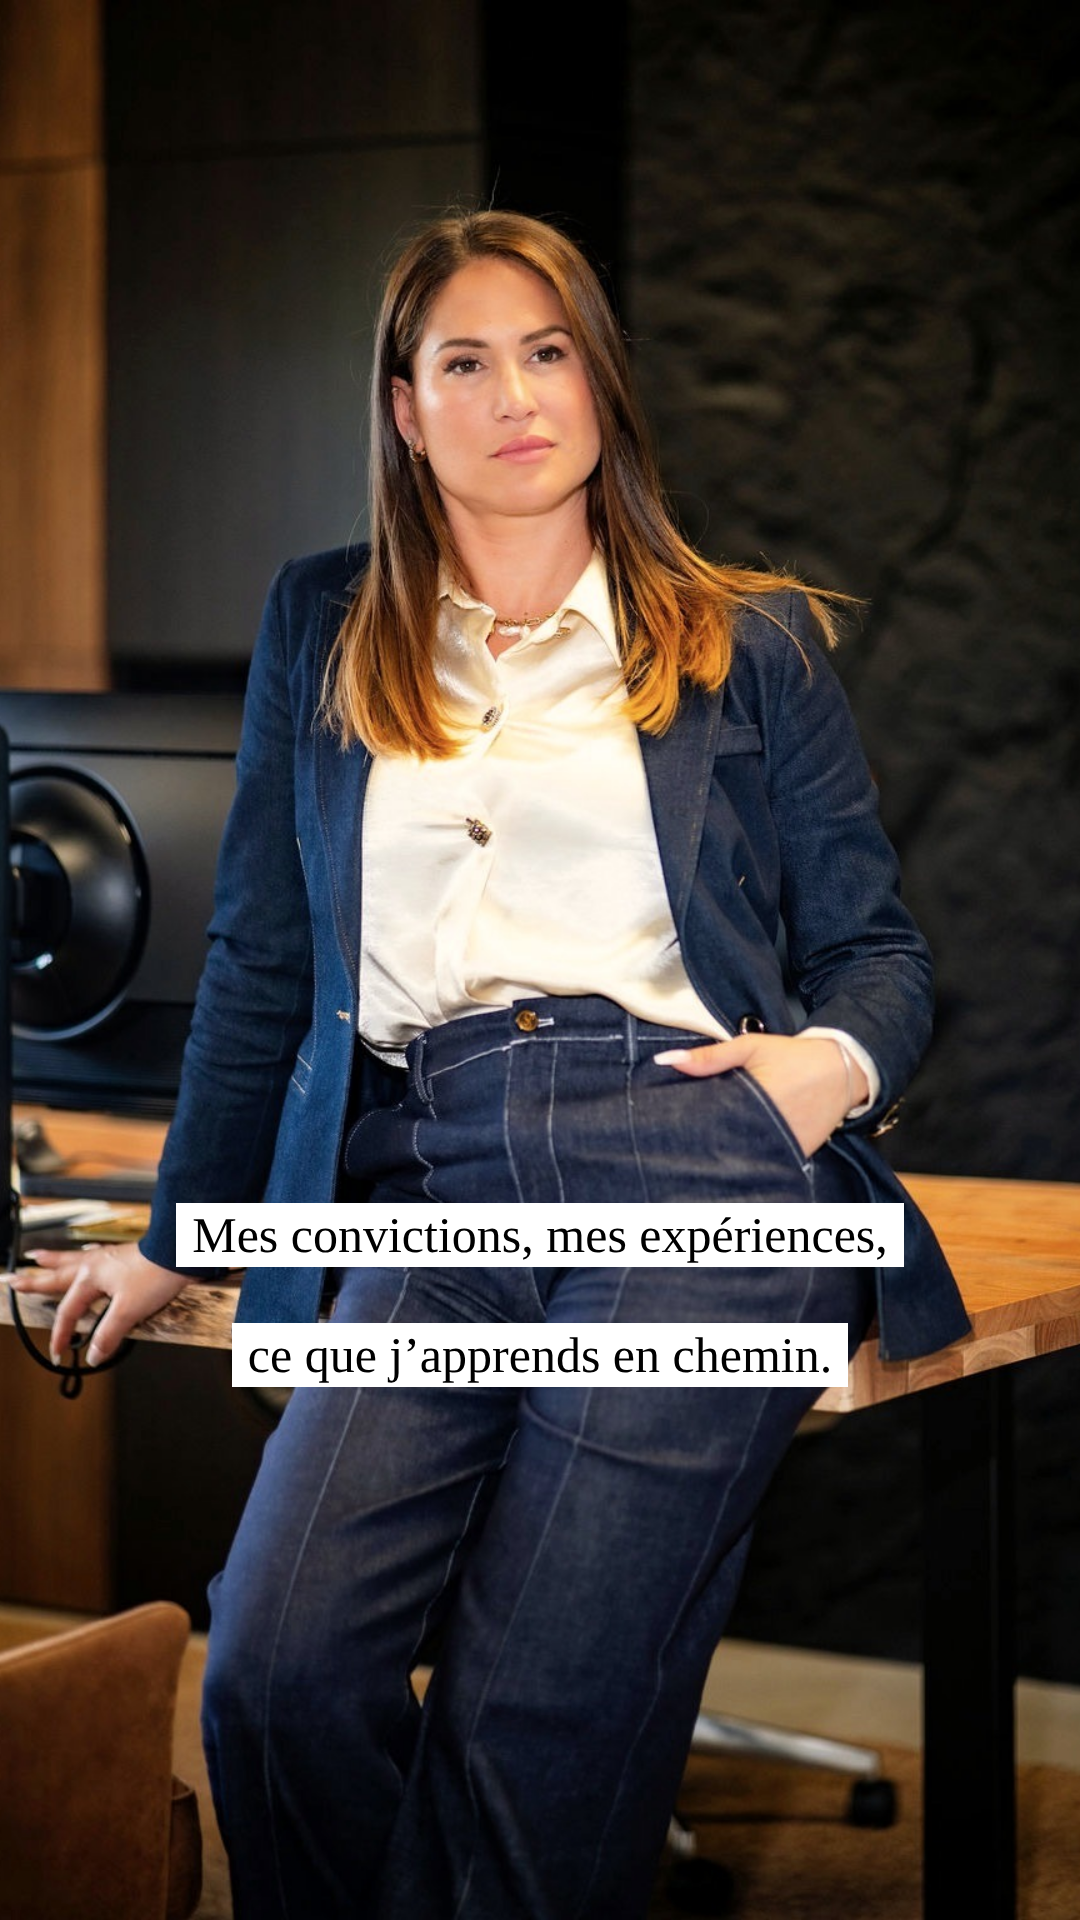 Mes convictions, mes expériences,
ce que j’apprends en chemin.